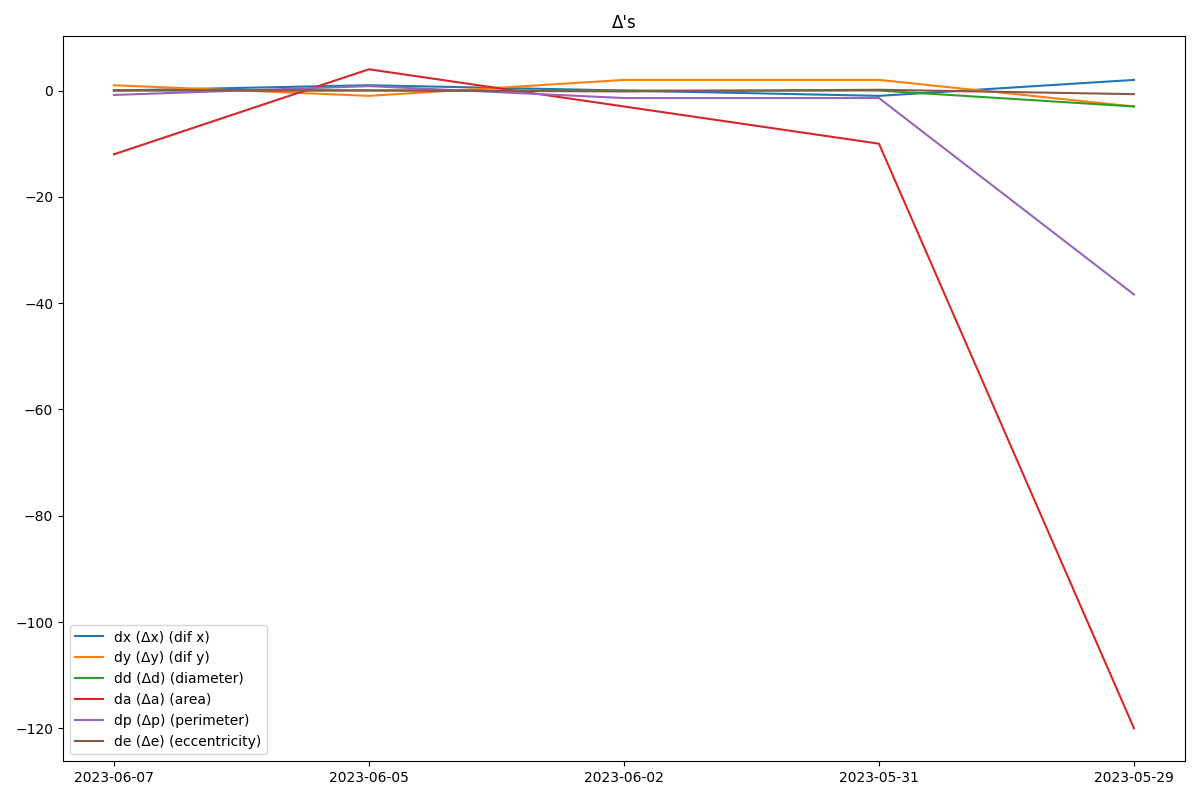 Δ's
0
−20
−40
−60
−80
−100
−120
dx (Δx) (dif x)
dy (Δy) (dif y)
dd (Δd) (diameter)
da (Δa) (area)
dp (Δp) (perimeter)
de (Δe) (eccentricity)
2023-06-07 2023-06-05 2023-06-02 2023-05-31 2023-05-29